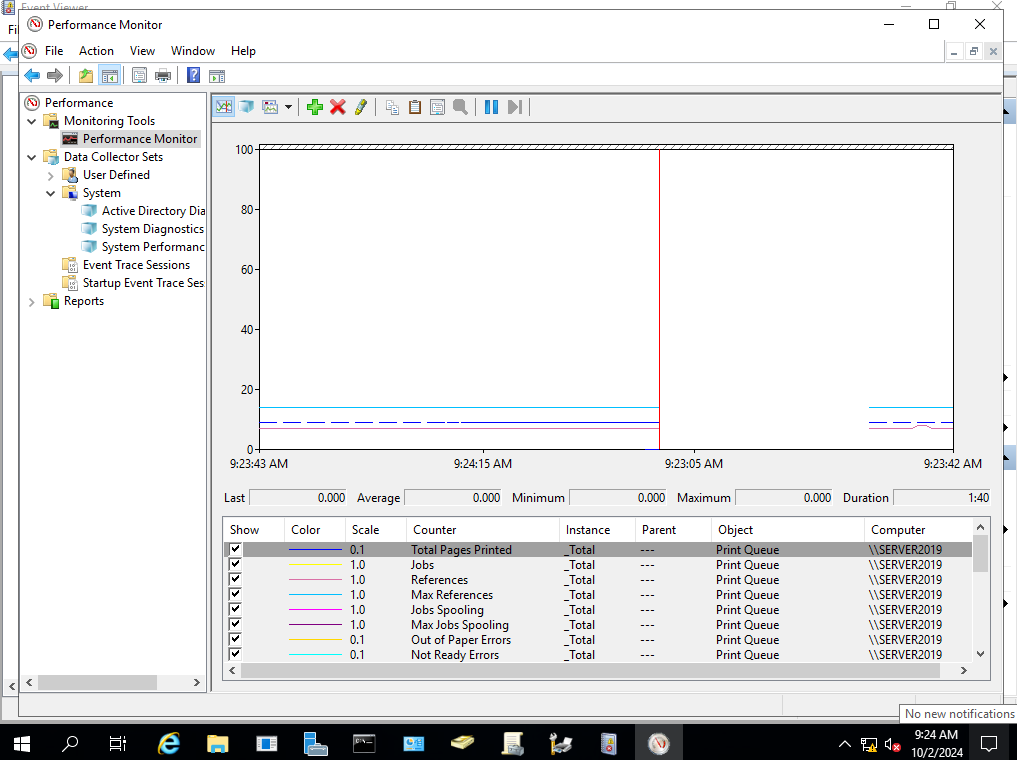 Event Viewer
Performance Monitor
File Action View Window Help
Performance
Monitoring Tools
Performance Monitor
Data Collector Sets
User Defined
System
Active Directory Dia
System Diagnostics
System Performanc
Event Trace Sessions
Startup Event Trace Ses
Reports
100
80
60
40
20
0
9:23:43 AM 9:24:15 AM 9:23:05 AM 9:23:42 AM
Last 0.000 Average 0.000 Minimum 0.000 Maximum 0.000 Duration 1:40
Show Color Scale Counter Instance Parent Object Computer
0.1 Total Pages Printed _Total --- Print Queue \\SERVER2019
1.0 Jobs _Total --- Print Queue \\SERVER2019
1.0 References _Total --- Print Queue \\SERVER2019
1.0 Max References _Total --- Print Queue \\SERVER2019
1.0 Jobs Spooling _Total --- Print Queue \\SERVER2019
1.0 Max Jobs Spooling _Total --- Print Queue \\SERVER2019
0.1 Out of Paper Errors _Total --- Print Queue \\SERVER2019
0.1 Not Ready Errors _Total --- Print Queue \\SERVER2019
No new notifications
9:24 AM
10/2/2024